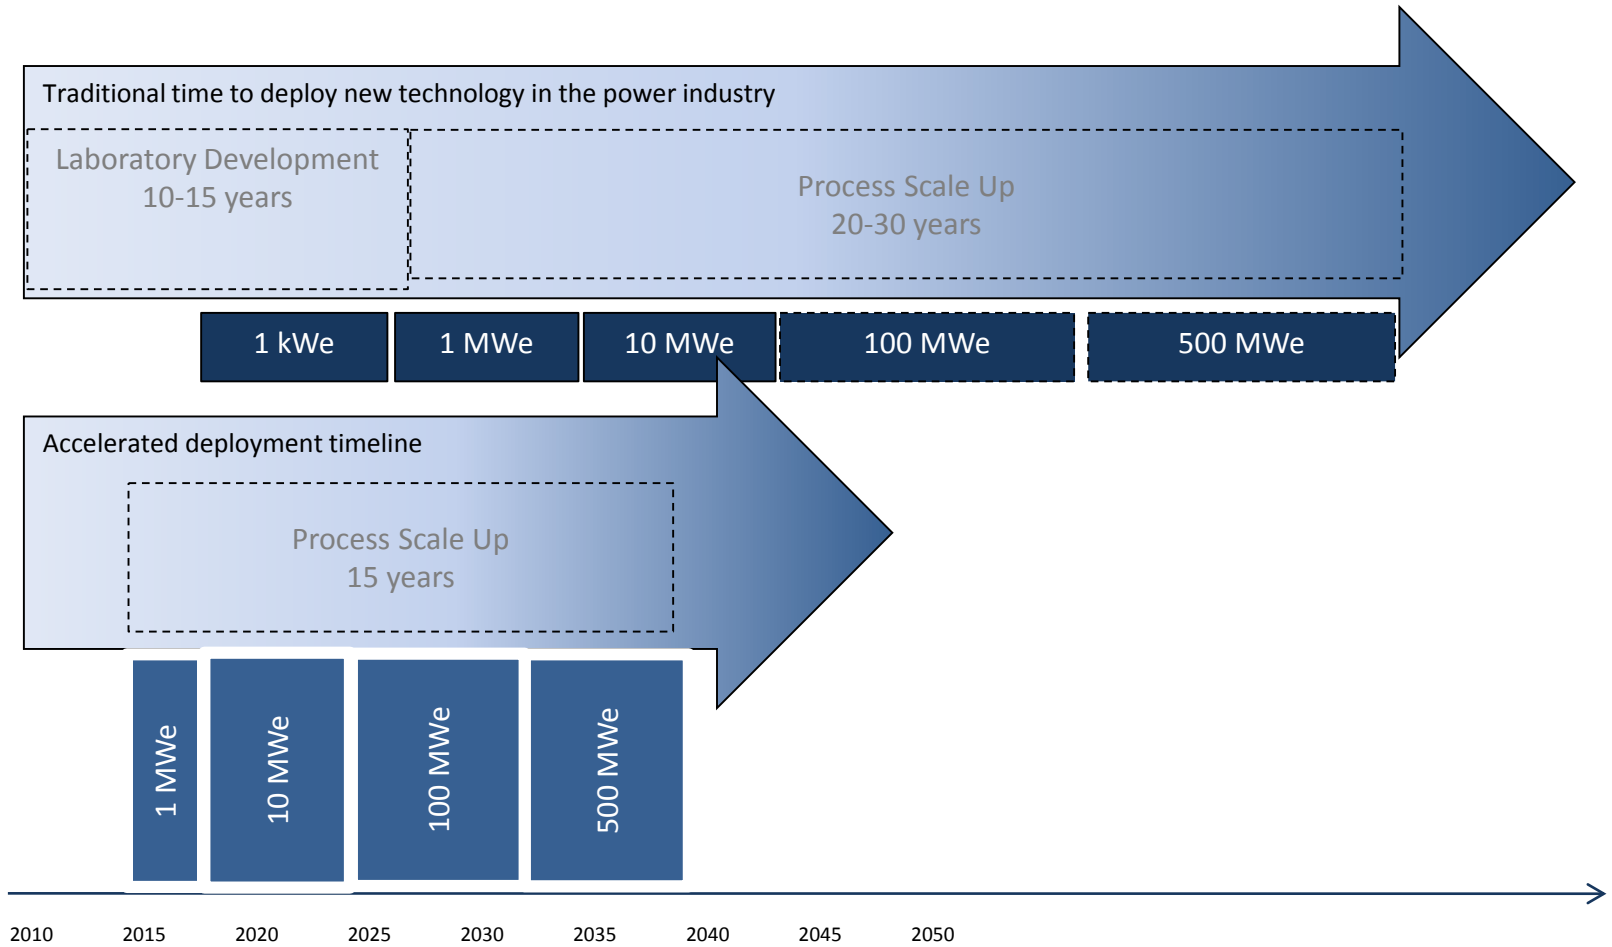 Traditional time to deploy new technology in the power industry
Laboratory Development
10-15 years
Process Scale Up
20-30 years
1 kWe
1 MWe
10 MWe
100 MWe
500 MWe
Accelerated deployment timeline
Process Scale Up
15 years
1 MWe
10 MWe
100 MWe
500 MWe
2010 2015 2020 2025 2030 2035 2040 2045 2050